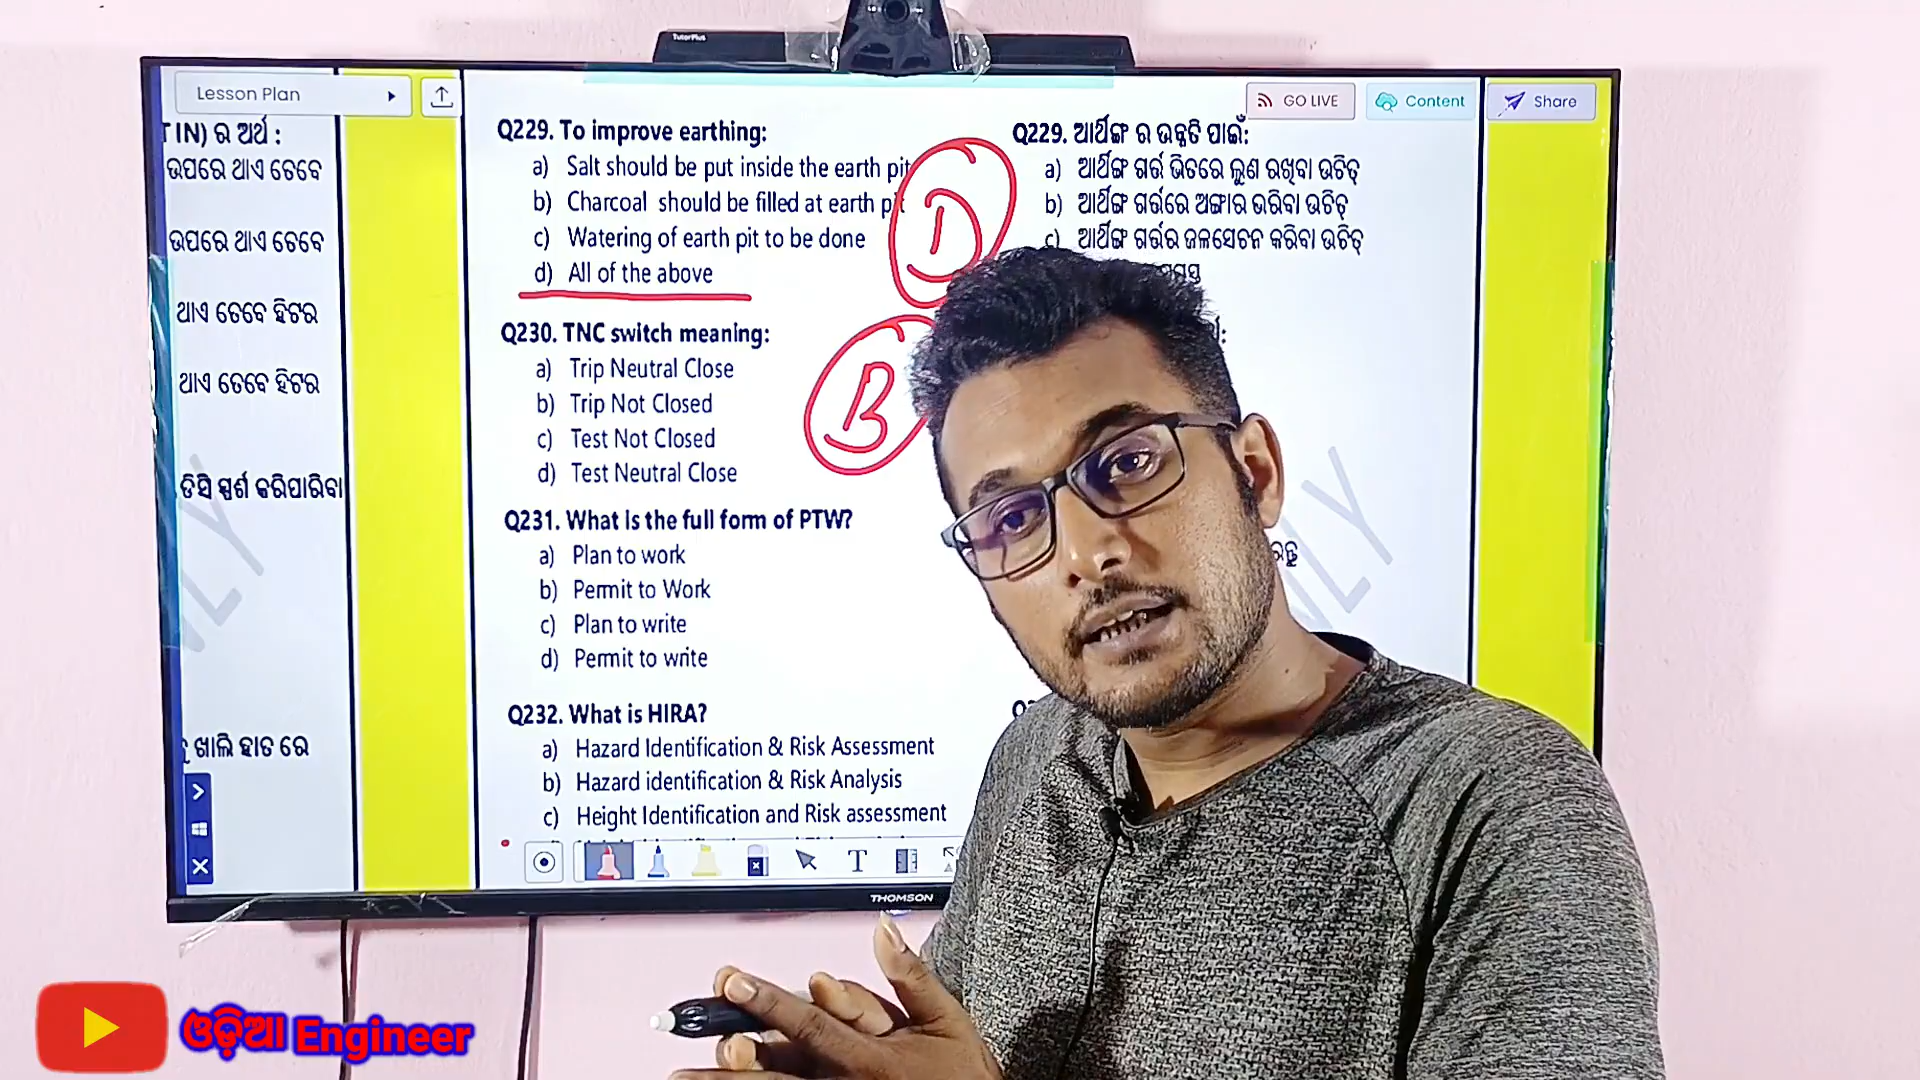 TutorPlus
Lesson Plan
GO LIVE
Content
Share
T IN) ର ଅର୍ଥ :
ଉପରେ ଥାଏ ତେବେ
ଉପରେ ଥାଏ ତେବେ
ଥାଏ ତେବେ ହିଟର
ଥାଏ ତେବେ ହିଟର
ଡିସି ସ୍ପର୍ଶ କରିପାରିବା
ଖାଲି ହାତ ରେ
NLY
Q229. To improve earthing:
a) Salt should be put inside the earth pit
b) Charcoal should be filled at earth pit
c) Watering of earth pit to be done
d) All of the above
D
Q230. TNC switch meaning:
a) Trip Neutral Close
b) Trip Not Closed
c) Test Not Closed
d) Test Neutral Close
B
Q231. What is the full form of PTW?
a) Plan to work
b) Permit to Work
c) Plan to write
d) Permit to write
Q232. What is HIRA?
a) Hazard Identification & Risk Assessment
b) Hazard identification & Risk Analysis
c) Height Identification and Risk assessment
Q229. ଆର୍ଥିଙ୍ଗ ର ଉନ୍ନତି ପାଇଁ:
a) ଆର୍ଥିଙ୍ଗ ଗର୍ତ୍ତ ଭିତରେ ଲୁଣ ରଖିବା ଉଚିତ୍
b) ଆର୍ଥିଙ୍ଗ ଗର୍ତ୍ତରେ ଅଙ୍ଗାର ଭରିବା ଉଚିତ୍
c) ଆର୍ଥିଙ୍ଗ ଗର୍ତ୍ତର ଜଳସେଚନ କରିବା ଉଚିତ୍
NLY
T
THOMSON
ଓଡ଼ିଆ Engineer